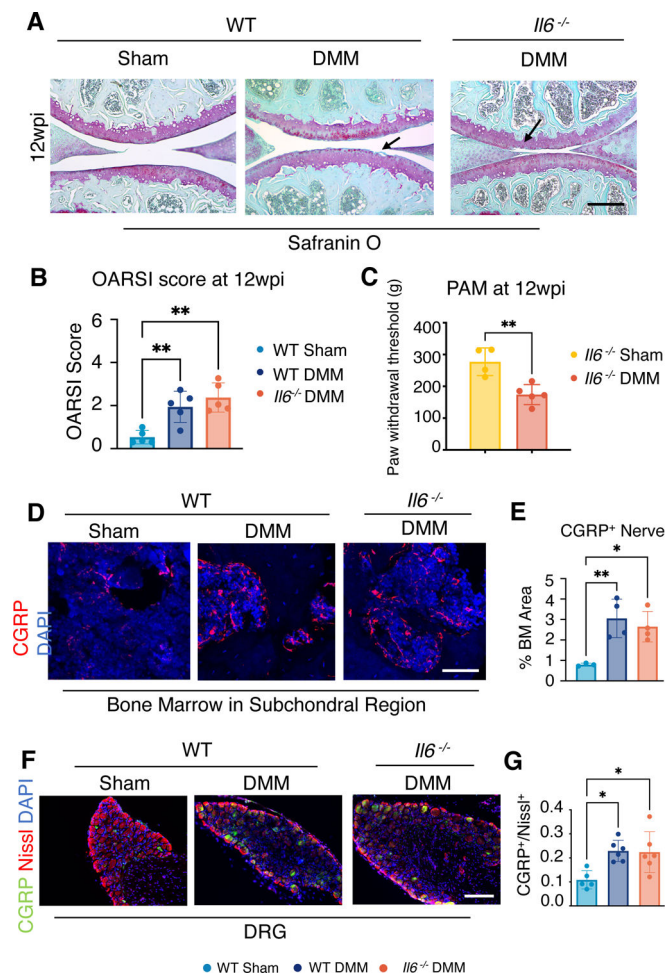 A
WT
Il6 -/-
Sham
DMM
DMM
12wpi
Safranin O
B
OARSI score at 12wpi
OARSI Score
6
4
2
0
**
**
WT Sham
WT DMM
Il6-/- DMM
C
PAM at 12wpi
Paw withdrawal threshold (g)
400
300
200
100
0
**
Il6-/- Sham
Il6-/- DMM
D
WT
Il6 -/-
Sham
DMM
DMM
CGRP
DAPI
Bone Marrow in Subchondral Region
E
CGRP+ Nerve
% BM Area
5
4
3
2
1
0
**
*
F
WT
Il6 -/-
Sham
DMM
DMM
CGRP Nissl DAPI
DRG
G
CGRP+/Nissl+
0.4
0.3
0.2
0.1
0.0
*
*
WT Sham WT DMM Il6-/- DMM